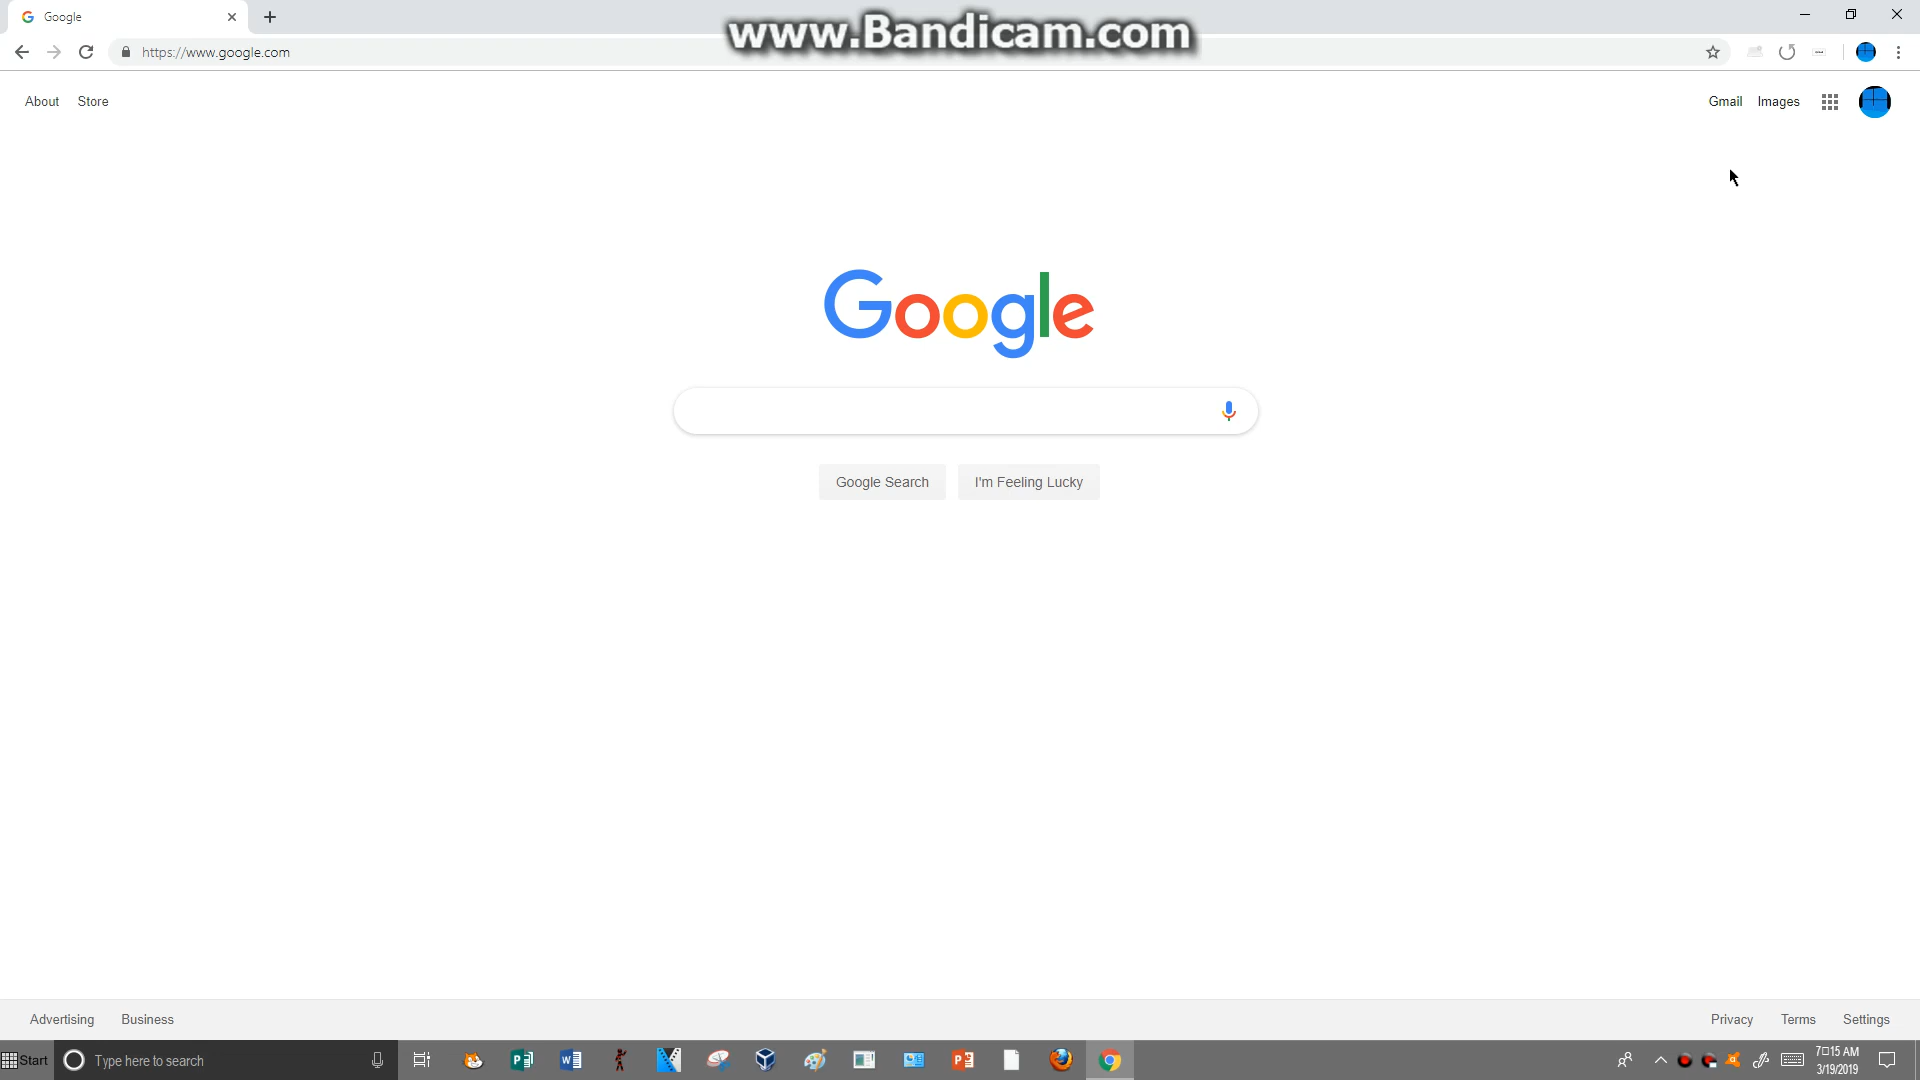 Google
www.Bandicam.com
https://www.google.com
About Store
Gmail Images
Google
Google Search I'm Feeling Lucky
Advertising Business
Privacy Terms Settings
Start Type here to search
7□15 AM
3/19/2019